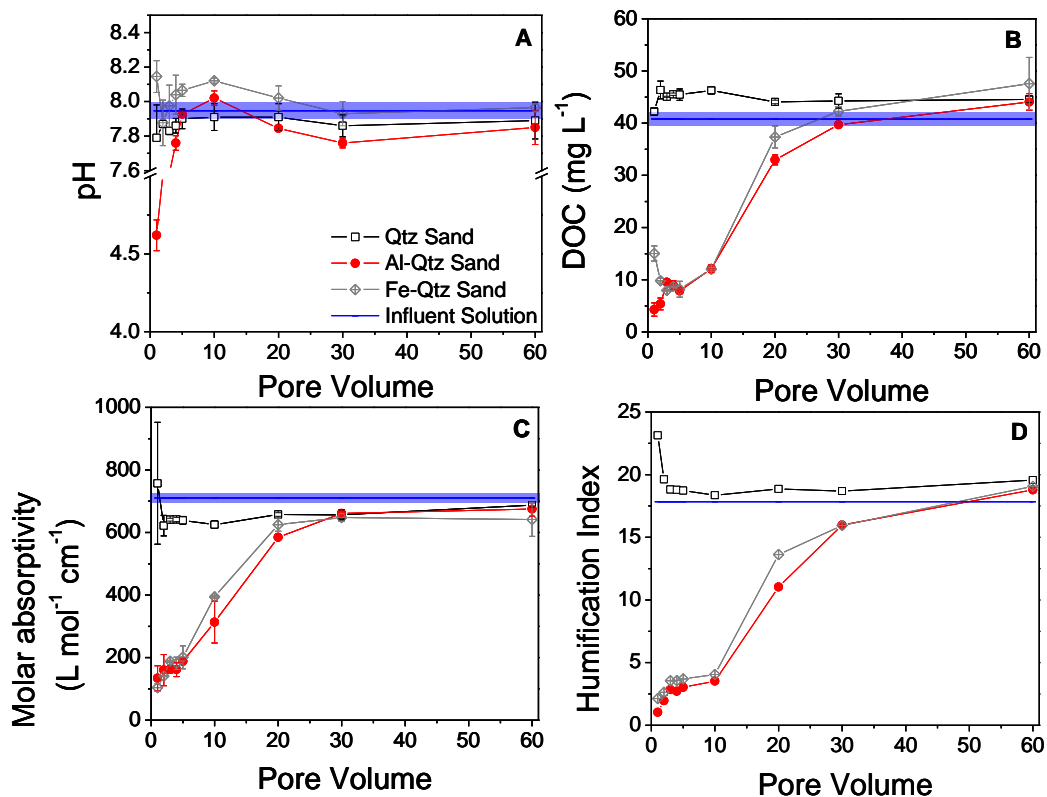 A
pH
8.4
8.2
8.0
7.8
7.6
4.5
4.0
Qtz Sand
Al-Qtz Sand
Fe-Qtz Sand
Influent Solution
0 10 20 30 40 50 60
Pore Volume
B
DOC (mg L⁻¹)
60
50
40
30
20
10
0
0 10 20 30 40 50 60
Pore Volume
C
Molar absorptivity
(L mol⁻¹ cm⁻¹)
1000
800
600
400
200
0
0 10 20 30 40 50 60
Pore Volume
D
Humification Index
25
20
15
10
5
0
0 10 20 30 40 50 60
Pore Volume